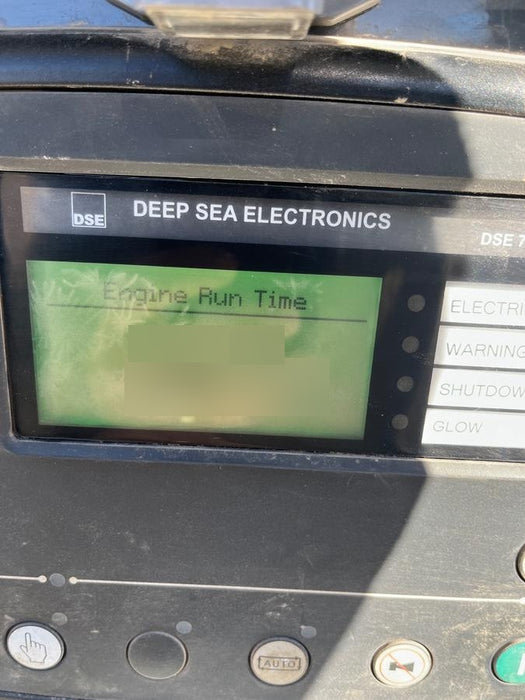 DSE
DEEP SEA ELECTRONICS
DSE 7
Engine Run Time
ELECTRI
WARNING
SHUTDOW
GLOW
AUTO